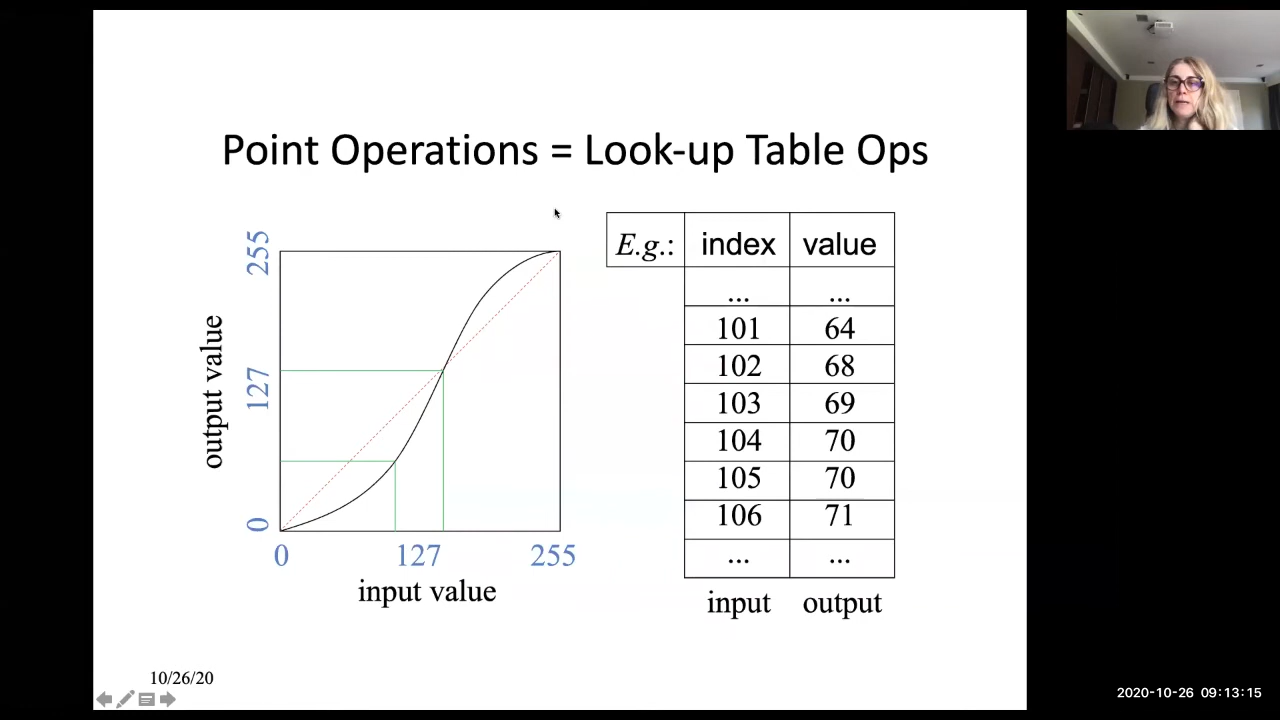 Point Operations = Look-up Table Ops
255
127
0
output value
0 127 255
input value
E.g.: index value
... ...
101 64
102 68
103 69
104 70
105 70
106 71
... ...
input output
10/26/20
2020-10-26 09:13:15